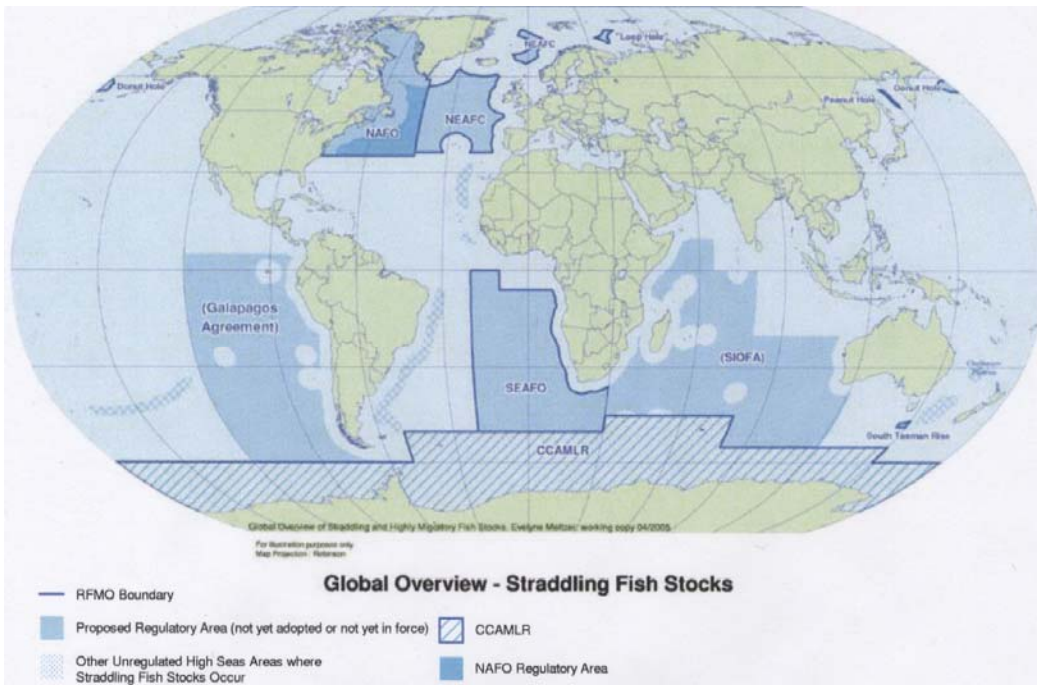 NEAFC
"Loop Hole"
Donut Hole
Donut Hole
Peanut Hole
NAFO
NEAFC
(Galapagos
Agreement)
(SIOFA)
SEAFO
South Tasman Rise
CCAMLR
Global Overview of Straddling and Highly Migratory Fish Stocks. Evelyne Meltzer, working copy 04/2005
For illustration purposes only.
Map Projection : Robinson
Global Overview - Straddling Fish Stocks
RFMO Boundary
Proposed Regulatory Area (not yet adopted or not yet in force)
CCAMLR
Other Unregulated High Seas Areas where
Straddling Fish Stocks Occur
NAFO Regulatory Area